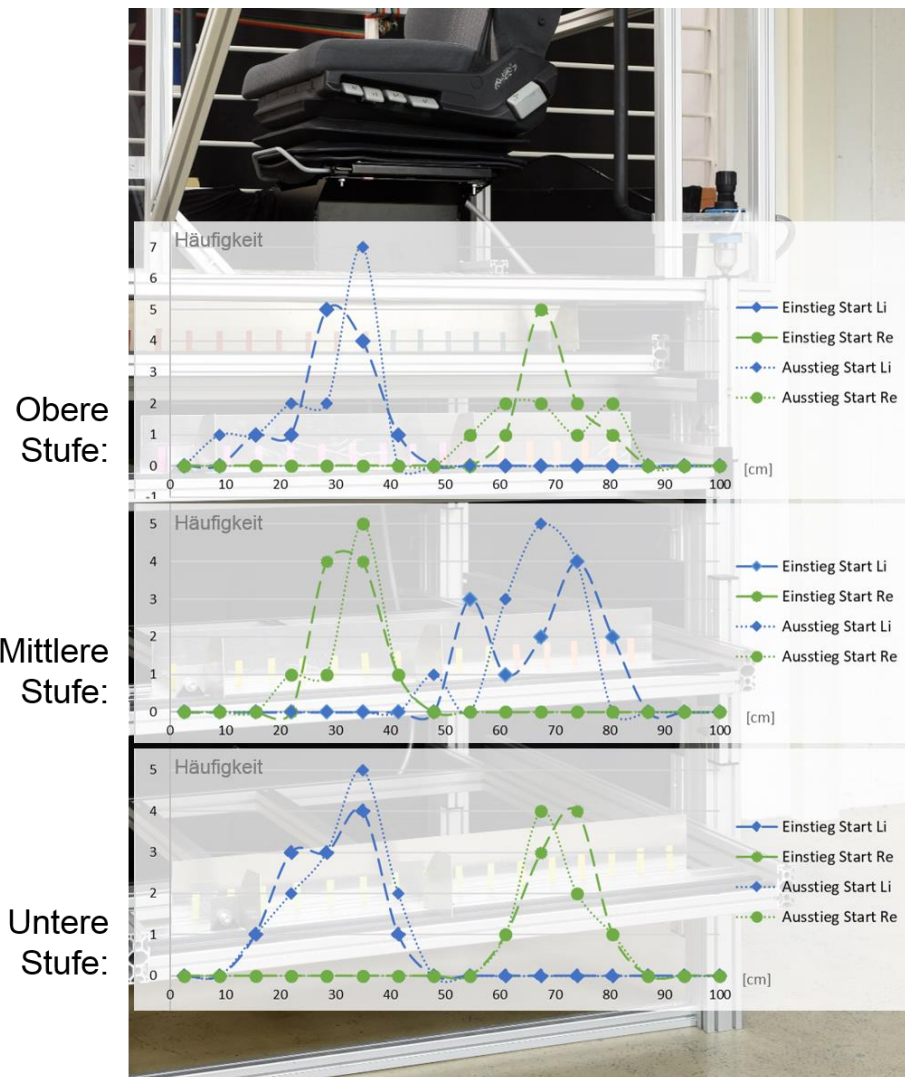 Häufigkeit
7
6
5
4
3
2
1
0
-1
0 10 20 30 40 50 60 70 80 90 100
[cm]
Einstieg Start Li
Einstieg Start Re
Ausstieg Start Li
Ausstieg Start Re
Obere
Stufe:
Häufigkeit
5
4
3
2
1
0
0 10 20 30 40 50 60 70 80 90 100
[cm]
Einstieg Start Li
Einstieg Start Re
Ausstieg Start Li
Ausstieg Start Re
Mittlere
Stufe:
Häufigkeit
5
4
3
2
1
0
0 10 20 30 40 50 60 70 80 90 100
[cm]
Einstieg Start Li
Einstieg Start Re
Ausstieg Start Li
Ausstieg Start Re
Untere
Stufe: